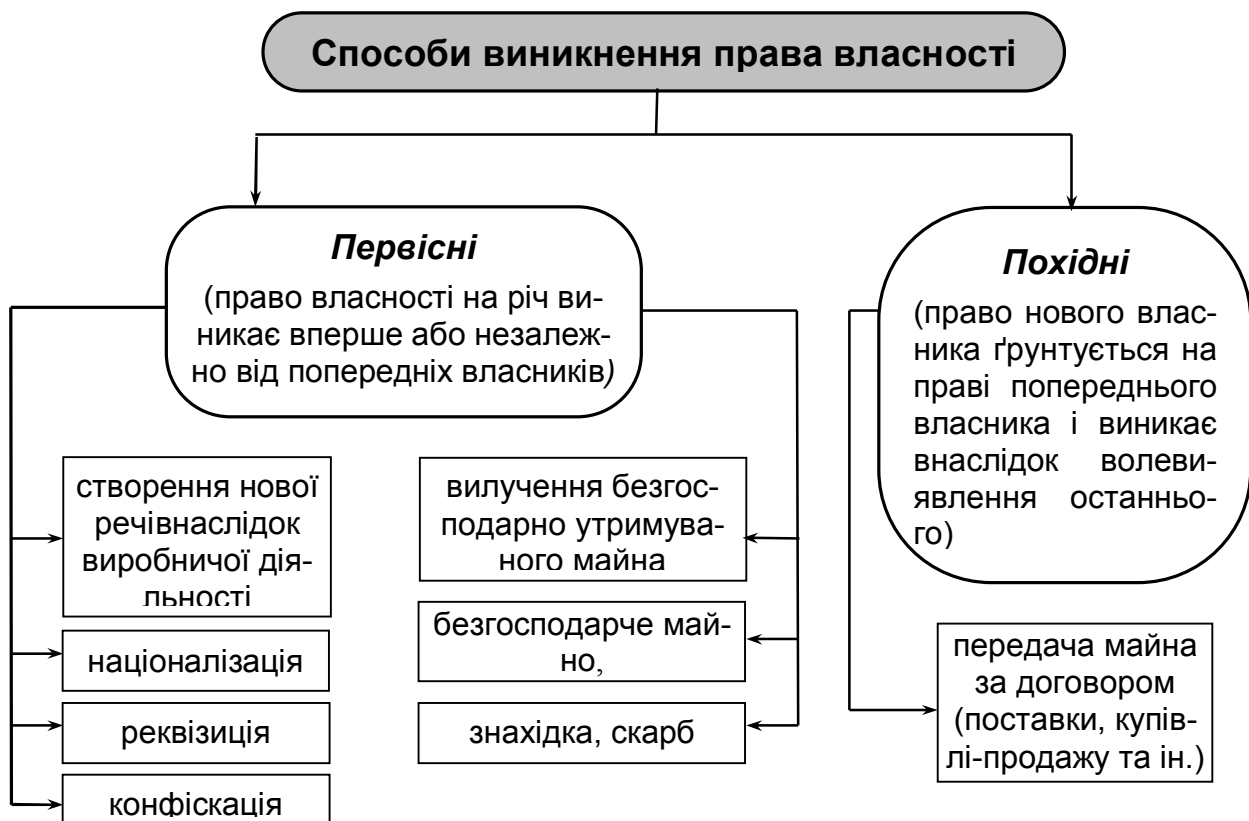 Способи виникнення права власності
Первісні
(право власності на річ ви-
никає вперше або незалеж-
но від попередніх власників)
Похідні
(право нового влас-
ника ґрунтується на
праві попереднього
власника і виникає
внаслідок волеви-
явлення останньо-
го)
створення нової
речівнаслідок
виробничої дія-
льності
націоналізація
реквізиція
конфіскація
вилучення безгос-
подарно утримува-
ного майна
безгосподарче май-
но,
знахідка, скарб
передача майна
за договором
(поставки, купів-
лі-продажу та ін.)